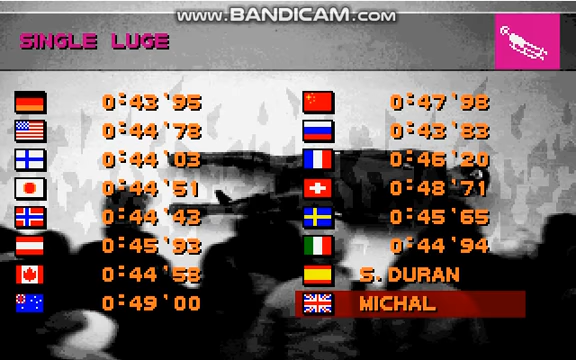 www.BANDICAM.com
SINGLE LUGE
0:43'95 0:47'98
0:44'78 0:43'83
0:44'03 0:46'20
0:44'51 0:48'71
0:44'43 0:45'65
0:45'93 0:44'94
0:44'58 S.DURAN
0:49'00 MICHAL